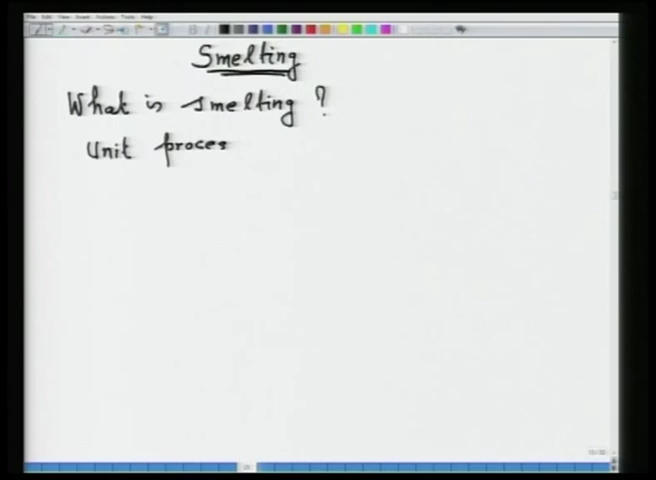 Smelting
What is smelting ?
Unit proces